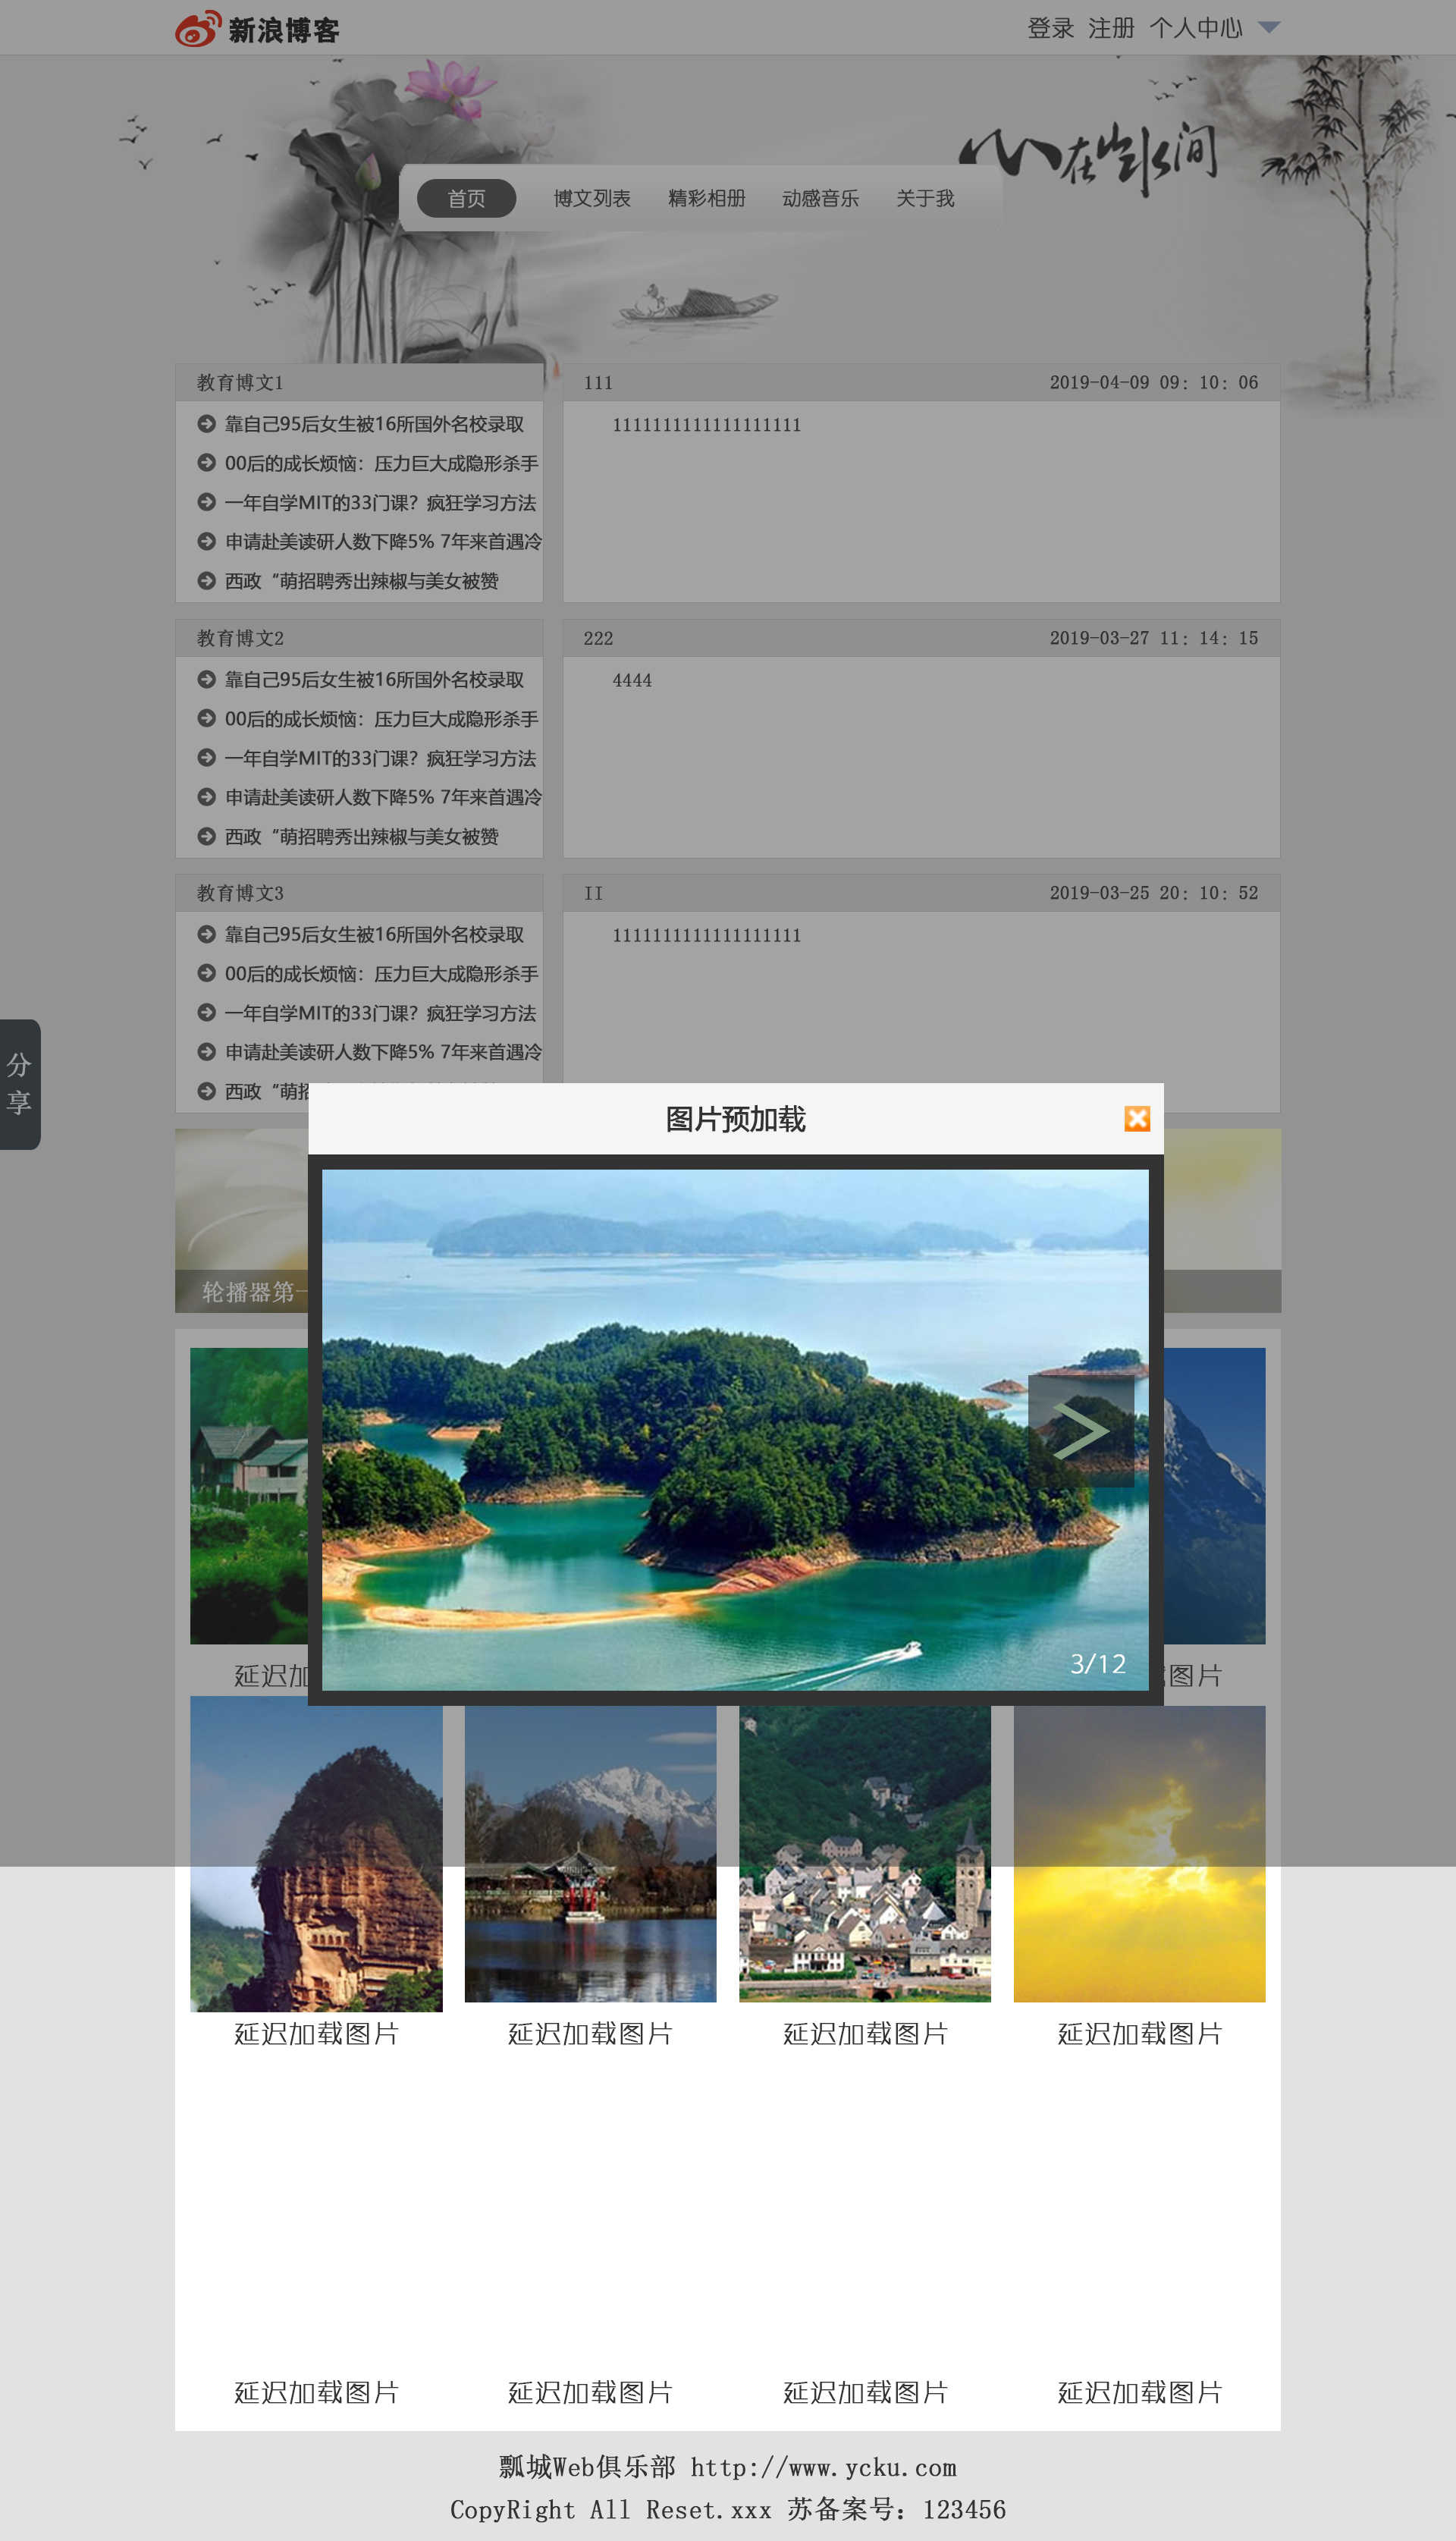 新浪博客
登录 注册 个人中心
心在山水间
首页 博文列表 精彩相册 动感音乐 关于我
教育博文1
靠自己95后女生被16所国外名校录取
00后的成长烦恼：压力巨大成隐形杀手
一年自学MIT的33门课？疯狂学习方法
申请赴美读研人数下降5% 7年来首遇冷
西政“萌招聘秀出辣椒与美女被赞
111 2019-04-09 09：10：06
1111111111111111111
教育博文2
靠自己95后女生被16所国外名校录取
00后的成长烦恼：压力巨大成隐形杀手
一年自学MIT的33门课？疯狂学习方法
申请赴美读研人数下降5% 7年来首遇冷
西政“萌招聘秀出辣椒与美女被赞
222 2019-03-27 11：14：15
4444
教育博文3
靠自己95后女生被16所国外名校录取
00后的成长烦恼：压力巨大成隐形杀手
一年自学MIT的33门课？疯狂学习方法
申请赴美读研人数下降5% 7年来首遇冷
西政“萌招
II 2019-03-25 20：10：52
1111111111111111111
分
享
图片预加载
轮播器第一
>
3/12
延迟加
图片
延迟加载图片 延迟加载图片 延迟加载图片 延迟加载图片
延迟加载图片 延迟加载图片 延迟加载图片 延迟加载图片
瓢城Web俱乐部 http://www.ycku.com
CopyRight All Reset.xxx 苏备案号：123456